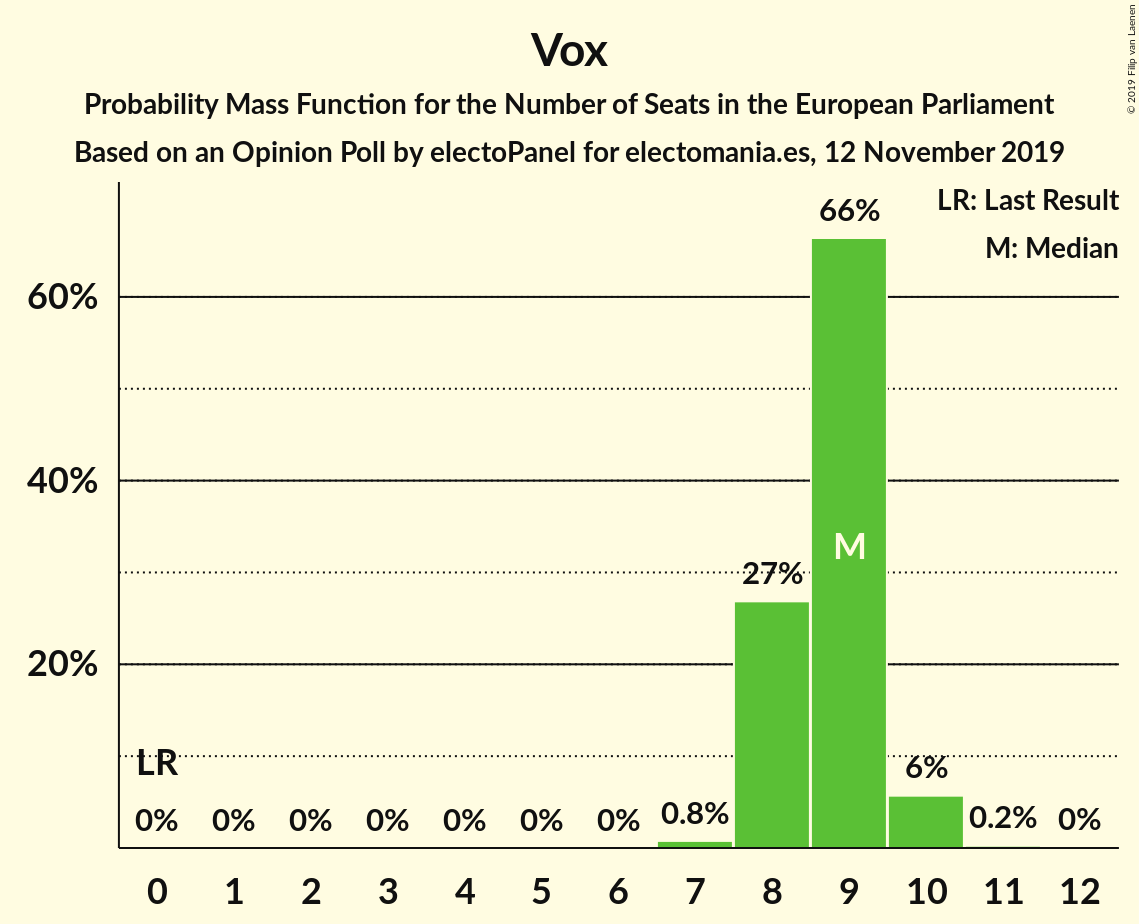 © 2019 Filip van Laenen
Vox
Probability Mass Function for the Number of Seats in the European Parliament
Based on an Opinion Poll by electoPanel for electomania.es, 12 November 2019
LR: Last Result
M: Median
66%
60%
40%
M
27%
20%
LR
6%
0% 0% 0% 0% 0% 0% 0% 0.8% 0.2% 0%
0 1 2 3 4 5 6 7 8 9 10 11 12